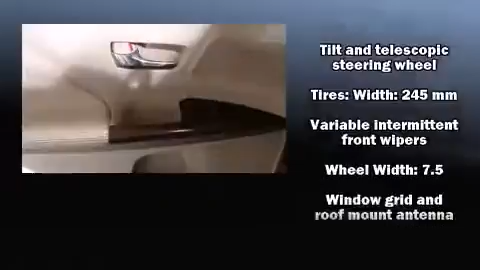 Tilt and telescopic
steering wheel
Tires: Width: 245 mm
Variable intermittent
front wipers
Wheel Width: 7.5
Window grid and
roof mount antenna